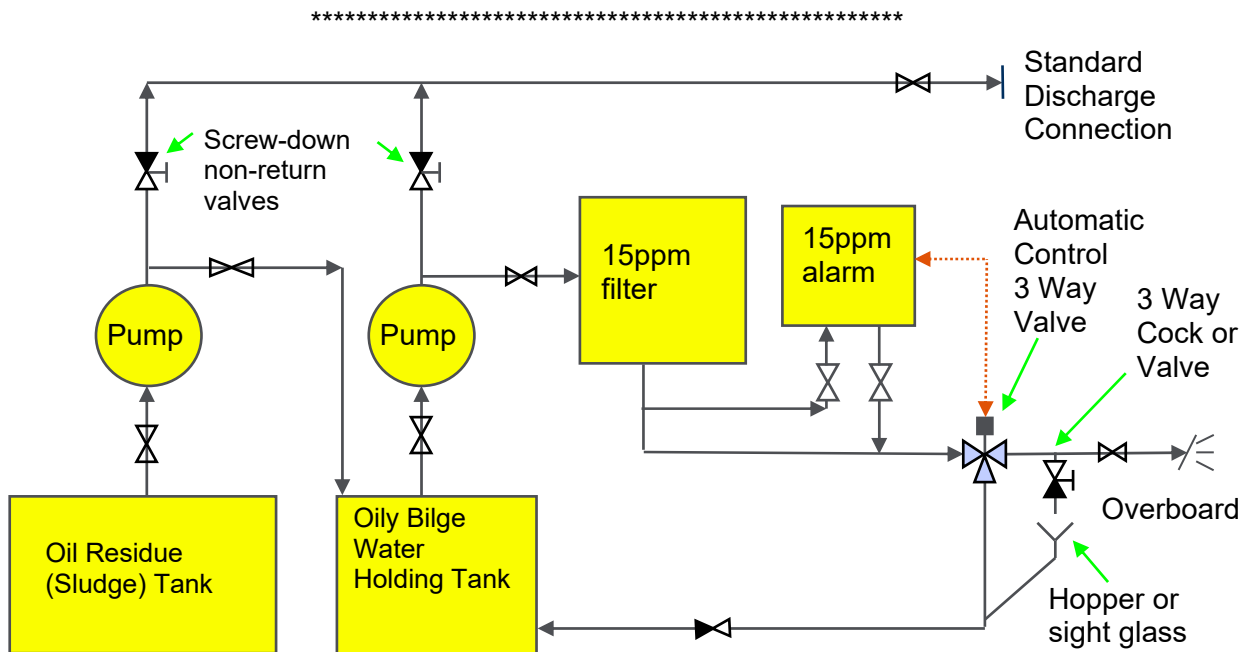 **************************************************
Standard
Discharge
Connection
Screw-down
non-return
valves
15ppm
filter
15ppm
alarm
Automatic
Control
3 Way
Valve
3 Way
Cock or
Valve
Pump
Pump
Oil Residue
(Sludge) Tank
Oily Bilge
Water
Holding Tank
Overboard
Hopper or
sight glass